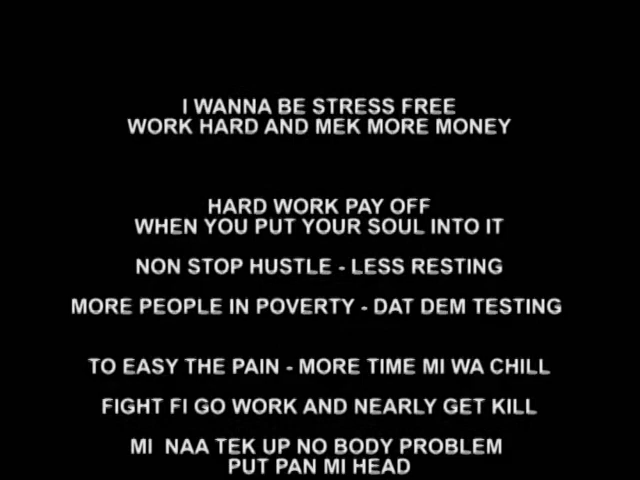 I WANNA BE STRESS FREE
WORK HARD AND MEK MORE MONEY
HARD WORK PAY OFF
WHEN YOU PUT YOUR SOUL INTO IT
NON STOP HUSTLE - LESS RESTING
MORE PEOPLE IN POVERTY - DAT DEM TESTING
TO EASY THE PAIN - MORE TIME MI WA CHILL
FIGHT FI GO WORK AND NEARLY GET KILL
MI NAA TEK UP NO BODY PROBLEM
PUT PAN MI HEAD